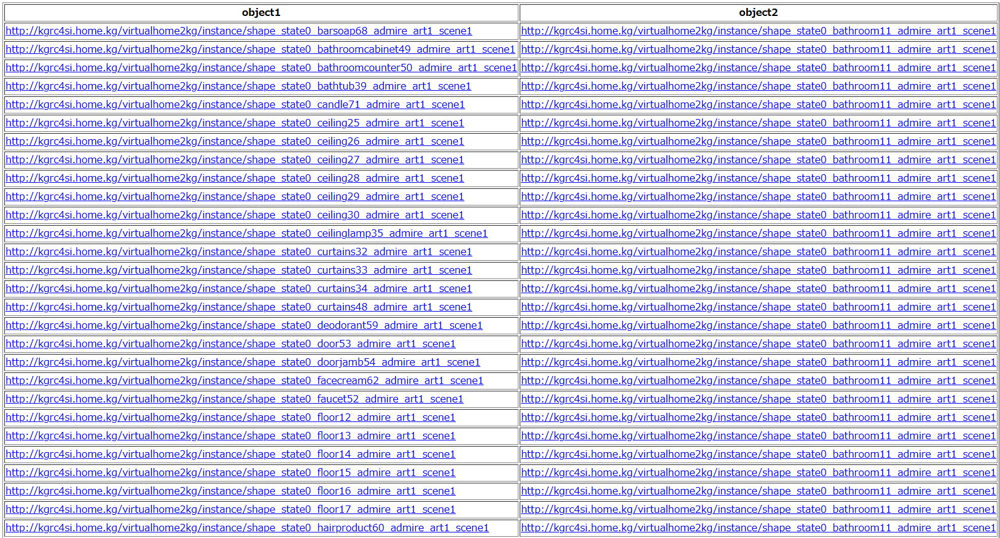 object1 object2
http://kgrc4si.home.kg/virtualhome2kg/instance/shape_state0_barsoap68_admire_art1_scene1 http://kgrc4si.home.kg/virtualhome2kg/instance/shape_state0_bathroom11_admire_art1_scene1
http://kgrc4si.home.kg/virtualhome2kg/instance/shape_state0_bathroomcabinet49_admire_art1_scene1 http://kgrc4si.home.kg/virtualhome2kg/instance/shape_state0_bathroom11_admire_art1_scene1
http://kgrc4si.home.kg/virtualhome2kg/instance/shape_state0_bathroomcounter50_admire_art1_scene1 http://kgrc4si.home.kg/virtualhome2kg/instance/shape_state0_bathroom11_admire_art1_scene1
http://kgrc4si.home.kg/virtualhome2kg/instance/shape_state0_bathtub39_admire_art1_scene1 http://kgrc4si.home.kg/virtualhome2kg/instance/shape_state0_bathroom11_admire_art1_scene1
http://kgrc4si.home.kg/virtualhome2kg/instance/shape_state0_candle71_admire_art1_scene1 http://kgrc4si.home.kg/virtualhome2kg/instance/shape_state0_bathroom11_admire_art1_scene1
http://kgrc4si.home.kg/virtualhome2kg/instance/shape_state0_ceiling25_admire_art1_scene1 http://kgrc4si.home.kg/virtualhome2kg/instance/shape_state0_bathroom11_admire_art1_scene1
http://kgrc4si.home.kg/virtualhome2kg/instance/shape_state0_ceiling26_admire_art1_scene1 http://kgrc4si.home.kg/virtualhome2kg/instance/shape_state0_bathroom11_admire_art1_scene1
http://kgrc4si.home.kg/virtualhome2kg/instance/shape_state0_ceiling27_admire_art1_scene1 http://kgrc4si.home.kg/virtualhome2kg/instance/shape_state0_bathroom11_admire_art1_scene1
http://kgrc4si.home.kg/virtualhome2kg/instance/shape_state0_ceiling28_admire_art1_scene1 http://kgrc4si.home.kg/virtualhome2kg/instance/shape_state0_bathroom11_admire_art1_scene1
http://kgrc4si.home.kg/virtualhome2kg/instance/shape_state0_ceiling29_admire_art1_scene1 http://kgrc4si.home.kg/virtualhome2kg/instance/shape_state0_bathroom11_admire_art1_scene1
http://kgrc4si.home.kg/virtualhome2kg/instance/shape_state0_ceiling30_admire_art1_scene1 http://kgrc4si.home.kg/virtualhome2kg/instance/shape_state0_bathroom11_admire_art1_scene1
http://kgrc4si.home.kg/virtualhome2kg/instance/shape_state0_ceilinglamp35_admire_art1_scene1 http://kgrc4si.home.kg/virtualhome2kg/instance/shape_state0_bathroom11_admire_art1_scene1
http://kgrc4si.home.kg/virtualhome2kg/instance/shape_state0_curtains32_admire_art1_scene1 http://kgrc4si.home.kg/virtualhome2kg/instance/shape_state0_bathroom11_admire_art1_scene1
http://kgrc4si.home.kg/virtualhome2kg/instance/shape_state0_curtains33_admire_art1_scene1 http://kgrc4si.home.kg/virtualhome2kg/instance/shape_state0_bathroom11_admire_art1_scene1
http://kgrc4si.home.kg/virtualhome2kg/instance/shape_state0_curtains34_admire_art1_scene1 http://kgrc4si.home.kg/virtualhome2kg/instance/shape_state0_bathroom11_admire_art1_scene1
http://kgrc4si.home.kg/virtualhome2kg/instance/shape_state0_curtains48_admire_art1_scene1 http://kgrc4si.home.kg/virtualhome2kg/instance/shape_state0_bathroom11_admire_art1_scene1
http://kgrc4si.home.kg/virtualhome2kg/instance/shape_state0_deodorant59_admire_art1_scene1 http://kgrc4si.home.kg/virtualhome2kg/instance/shape_state0_bathroom11_admire_art1_scene1
http://kgrc4si.home.kg/virtualhome2kg/instance/shape_state0_door53_admire_art1_scene1 http://kgrc4si.home.kg/virtualhome2kg/instance/shape_state0_bathroom11_admire_art1_scene1
http://kgrc4si.home.kg/virtualhome2kg/instance/shape_state0_doorjamb54_admire_art1_scene1 http://kgrc4si.home.kg/virtualhome2kg/instance/shape_state0_bathroom11_admire_art1_scene1
http://kgrc4si.home.kg/virtualhome2kg/instance/shape_state0_facecream62_admire_art1_scene1 http://kgrc4si.home.kg/virtualhome2kg/instance/shape_state0_bathroom11_admire_art1_scene1
http://kgrc4si.home.kg/virtualhome2kg/instance/shape_state0_faucet52_admire_art1_scene1 http://kgrc4si.home.kg/virtualhome2kg/instance/shape_state0_bathroom11_admire_art1_scene1
http://kgrc4si.home.kg/virtualhome2kg/instance/shape_state0_floor12_admire_art1_scene1 http://kgrc4si.home.kg/virtualhome2kg/instance/shape_state0_bathroom11_admire_art1_scene1
http://kgrc4si.home.kg/virtualhome2kg/instance/shape_state0_floor13_admire_art1_scene1 http://kgrc4si.home.kg/virtualhome2kg/instance/shape_state0_bathroom11_admire_art1_scene1
http://kgrc4si.home.kg/virtualhome2kg/instance/shape_state0_floor14_admire_art1_scene1 http://kgrc4si.home.kg/virtualhome2kg/instance/shape_state0_bathroom11_admire_art1_scene1
http://kgrc4si.home.kg/virtualhome2kg/instance/shape_state0_floor15_admire_art1_scene1 http://kgrc4si.home.kg/virtualhome2kg/instance/shape_state0_bathroom11_admire_art1_scene1
http://kgrc4si.home.kg/virtualhome2kg/instance/shape_state0_floor16_admire_art1_scene1 http://kgrc4si.home.kg/virtualhome2kg/instance/shape_state0_bathroom11_admire_art1_scene1
http://kgrc4si.home.kg/virtualhome2kg/instance/shape_state0_floor17_admire_art1_scene1 http://kgrc4si.home.kg/virtualhome2kg/instance/shape_state0_bathroom11_admire_art1_scene1
http://kgrc4si.home.kg/virtualhome2kg/instance/shape_state0_hairproduct60_admire_art1_scene1 http://kgrc4si.home.kg/virtualhome2kg/instance/shape_state0_bathroom11_admire_art1_scene1